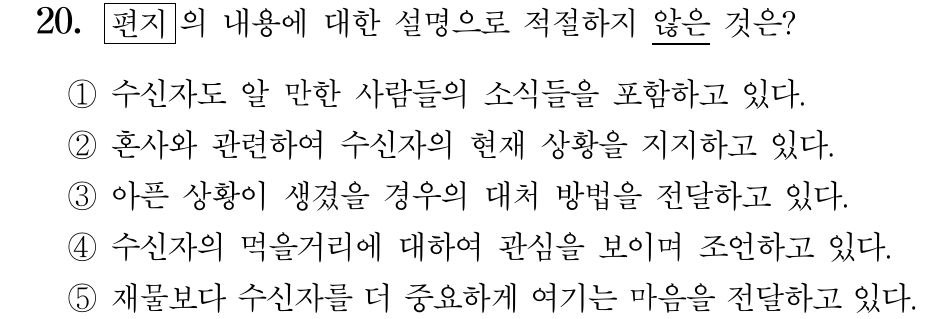 20. 편지 의 내용에 대한 설명으로 적절하지 않은 것은?
① 수신자도 알 만한 사람들의 소식들을 포함하고 있다.
② 혼사와 관련하여 수신자의 현재 상황을 지지하고 있다.
③ 아픈 상황이 생겼을 경우의 대처 방법을 전달하고 있다.
④ 수신자의 먹을거리에 대하여 관심을 보이며 조언하고 있다.
⑤ 재물보다 수신자를 더 중요하게 여기는 마음을 전달하고 있다.